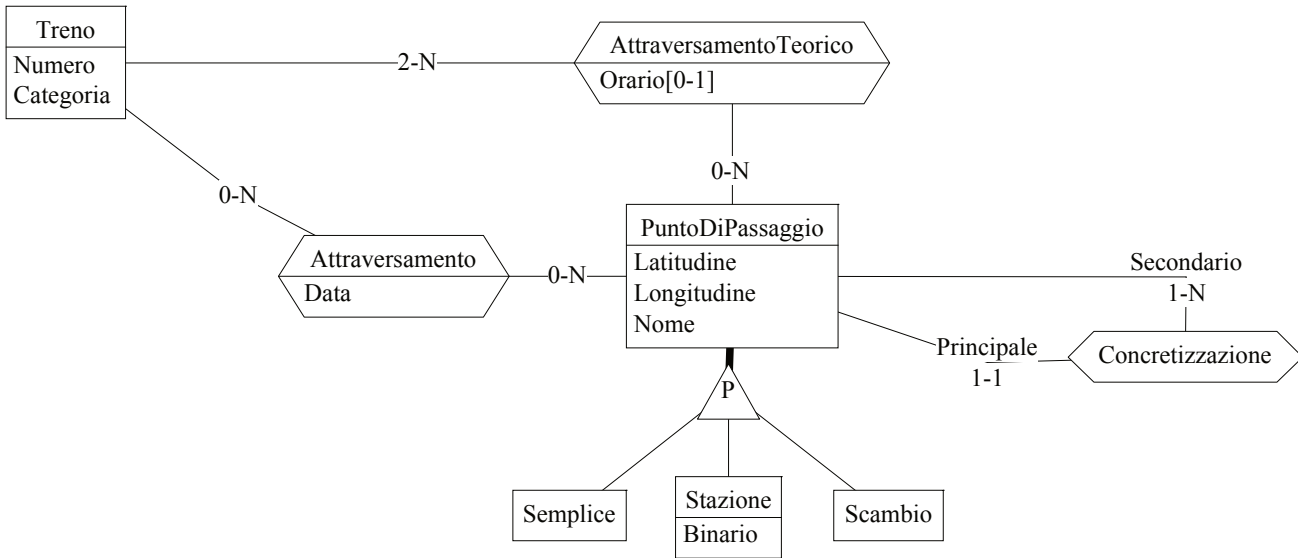 Treno
Numero
Categoria
2-N
AttraversamentoTeorico
Orario[0-1]
0-N
0-N
Attraversamento
Data
0-N
PuntoDiPassaggio
Latitudine
Longitudine
Nome
Secondario
1-N
Principale
1-1
Concretizzazione
P
Semplice
Stazione
Binario
Scambio